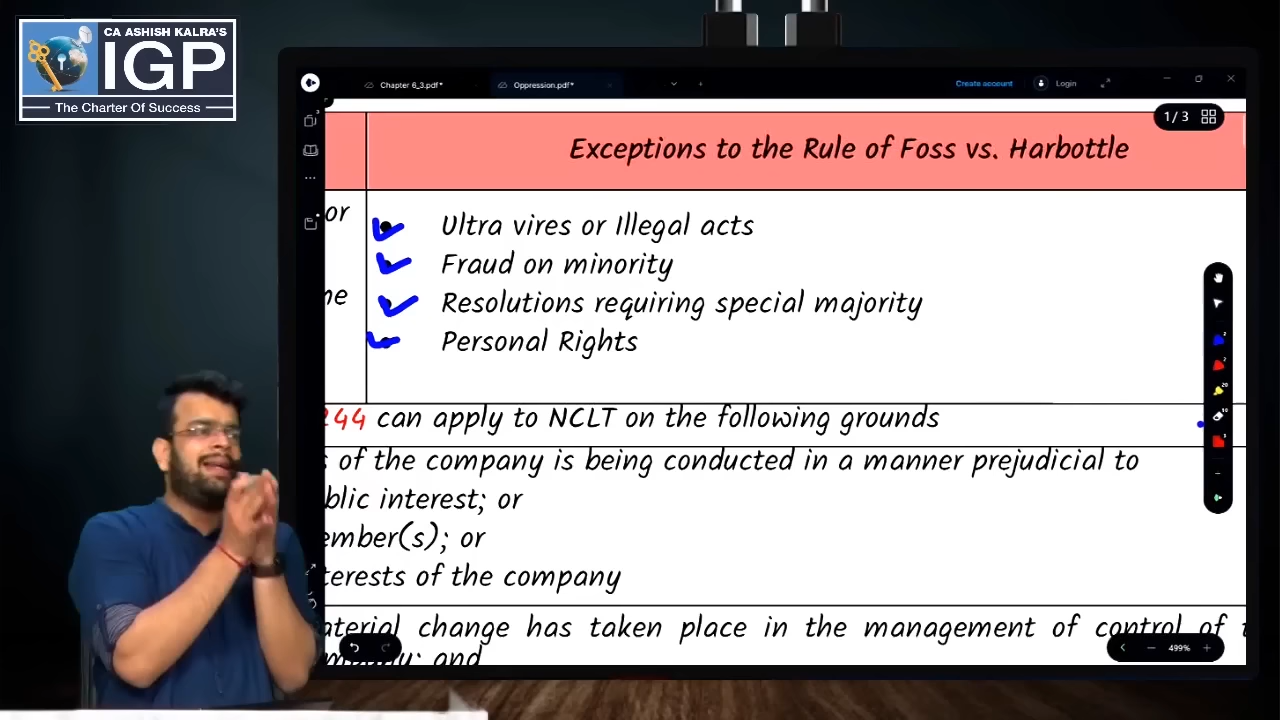 CA ASHISH KALRA'S
IGP
The Charter Of Success
Chapter 6_3.pdf*
Oppression.pdf*
Create account
Login
1 / 3
Exceptions to the Rule of Foss vs. Harbottle
or
Ultra vires or Illegal acts
Fraud on minority
Resolutions requiring special majority
Personal Rights
244 can apply to NCLT on the following grounds
s of the company is being conducted in a manner prejudicial to
blic interest; or
ember(s); or
terests of the company
aterial change has taken place in the management of control of t
mpany; and
499%